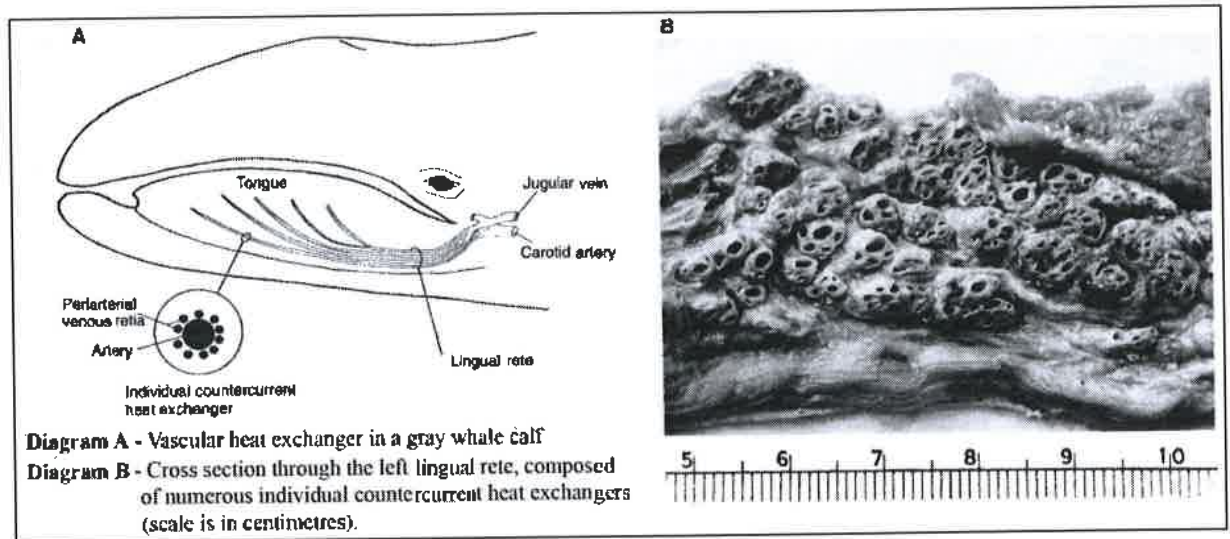 A
B
Tongue
Jugular vein
Carotid artery
Periarterial
venous retia
Artery
Lingual rete
Individual countercurrent
heat exchanger
Diagram A - Vascular heat exchanger in a gray whale calf
Diagram B - Cross section through the left lingual rete, composed
of numerous individual countercurrent heat exchangers
(scale is in centimetres).
5 6 7 8 9 10